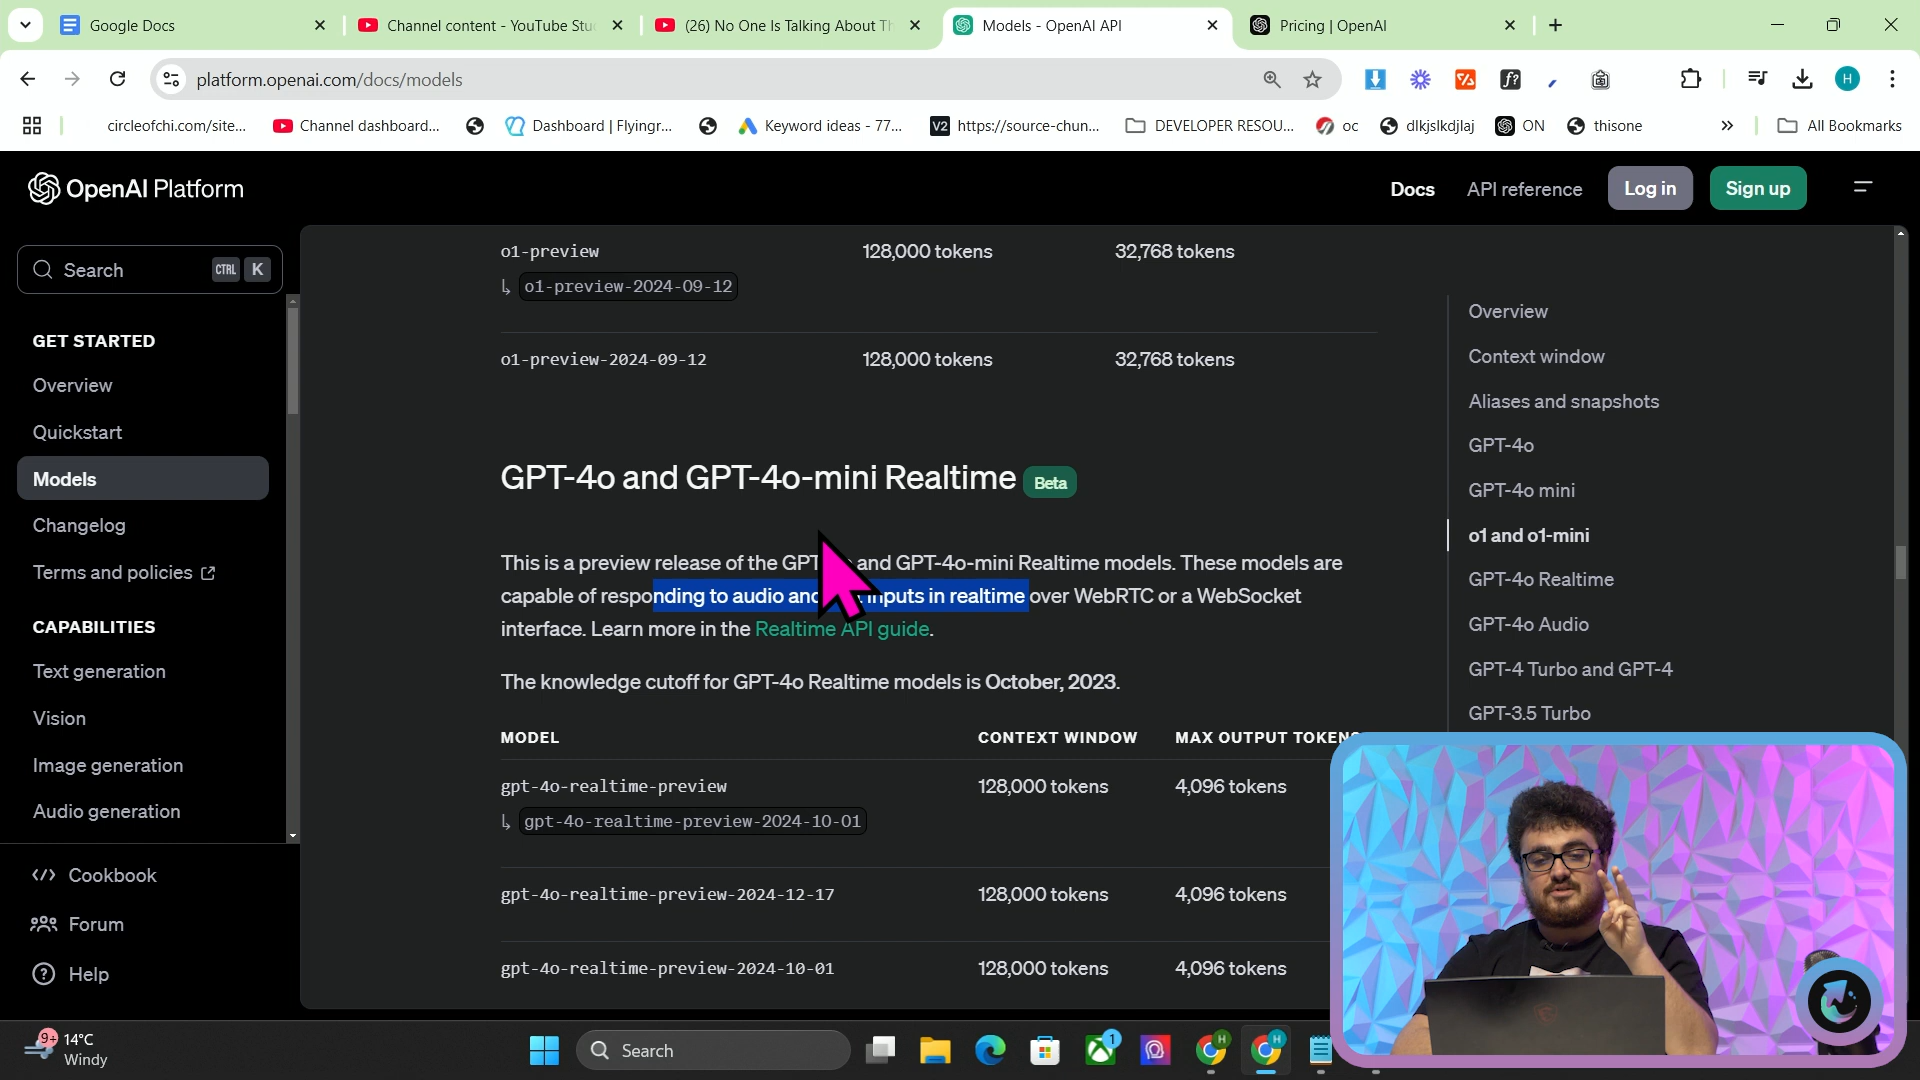 Google Docs
Channel content - YouTube Stu
(26) No One Is Talking About Th
Models - OpenAI API
Pricing | OpenAI
platform.openai.com/docs/models
circleofchi.com/site...
Channel dashboard...
Dashboard | Flyingr...
Keyword ideas - 77...
https://source-chun...
DEVELOPER RESOU...
oc
dlkjslkdjlaj
ON
thisone
All Bookmarks
OpenAI Platform
Docs
API reference
Log in
Sign up
Search
CTRL K
GET STARTED
Overview
Quickstart
Models
Changelog
Terms and policies
CAPABILITIES
Text generation
Vision
Image generation
Audio generation
Cookbook
Forum
Help
o1-preview 128,000 tokens 32,768 tokens
↳ o1-preview-2024-09-12
o1-preview-2024-09-12 128,000 tokens 32,768 tokens
GPT-4o and GPT-4o-mini Realtime Beta
This is a preview release of the GPT and GPT-4o-mini Realtime models. These models are
capable of responding to audio and inputs in realtime over WebRTC or a WebSocket
interface. Learn more in the Realtime API guide.
The knowledge cutoff for GPT-4o Realtime models is October, 2023.
MODEL CONTEXT WINDOW MAX OUTPUT TOKENS
gpt-4o-realtime-preview 128,000 tokens 4,096 tokens
↳ gpt-4o-realtime-preview-2024-10-01
gpt-4o-realtime-preview-2024-12-17 128,000 tokens 4,096 tokens
gpt-4o-realtime-preview-2024-10-01 128,000 tokens 4,096 tokens
Overview
Context window
Aliases and snapshots
GPT-4o
GPT-4o mini
o1 and o1-mini
GPT-4o Realtime
GPT-4o Audio
GPT-4 Turbo and GPT-4
GPT-3.5 Turbo
9+
14°C
Windy
Search
1